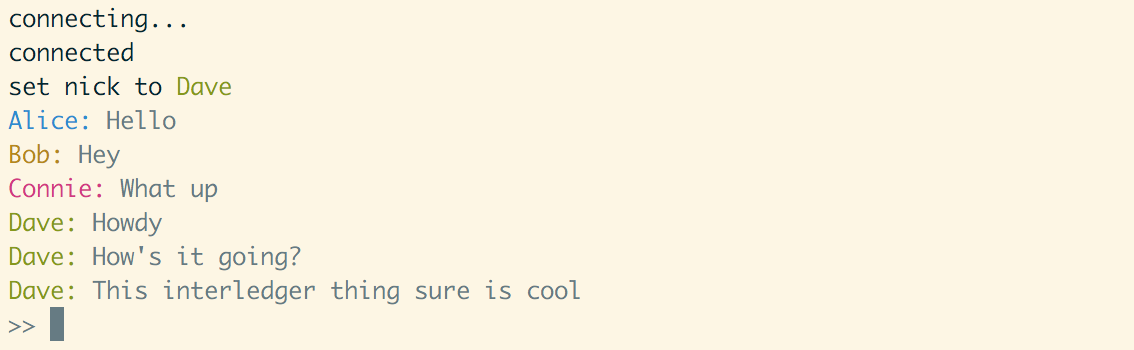 connecting...
connected
set nick to Dave
Alice: Hello
Bob: Hey
Connie: What up
Dave: Howdy
Dave: How's it going?
Dave: This interledger thing sure is cool
>>